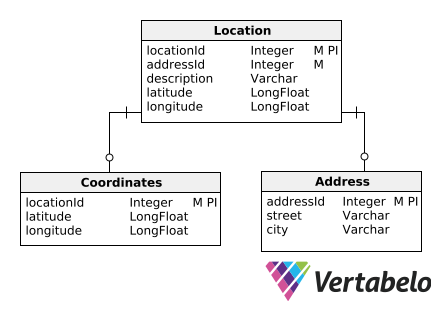 Location
locationId Integer M PI
addressId Integer M
description Varchar
latitude LongFloat
longitude LongFloat
Coordinates
locationId Integer M PI
latitude LongFloat
longitude LongFloat
Address
addressId Integer M PI
street Varchar
city Varchar
Vertabelo